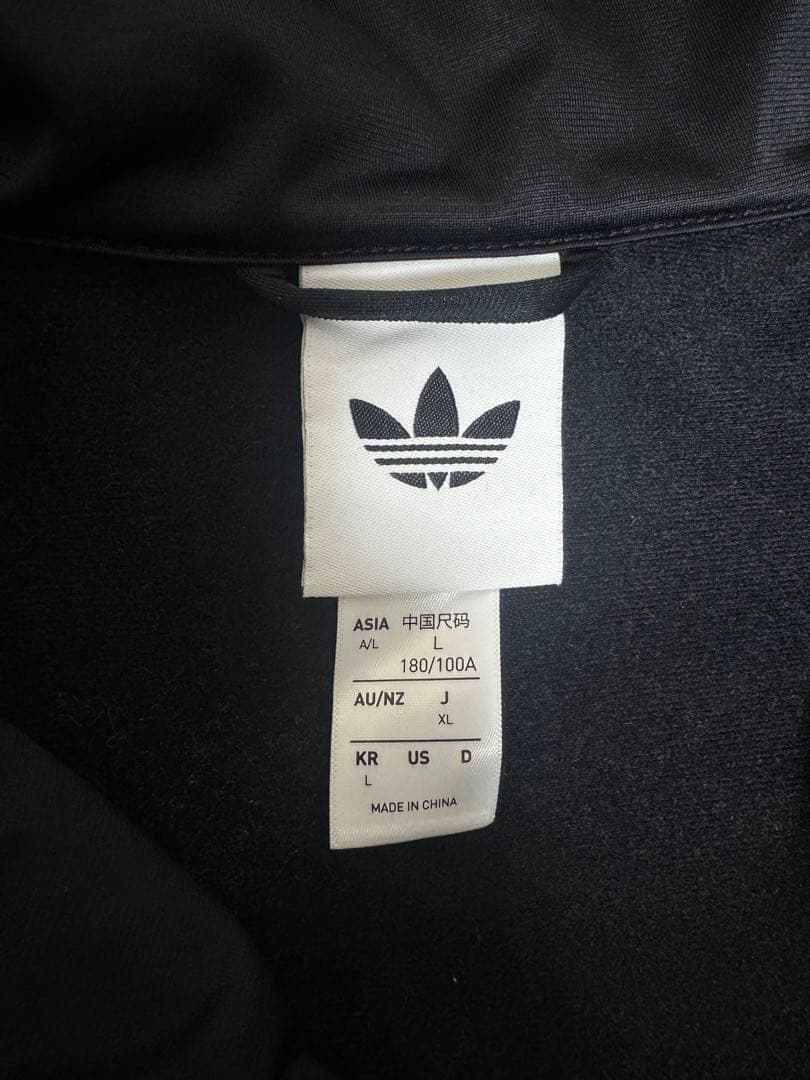 ASIA 中国尺码
A/L L
180/100A
AU/NZ J
XL
KR US D
L
MADE IN CHINA